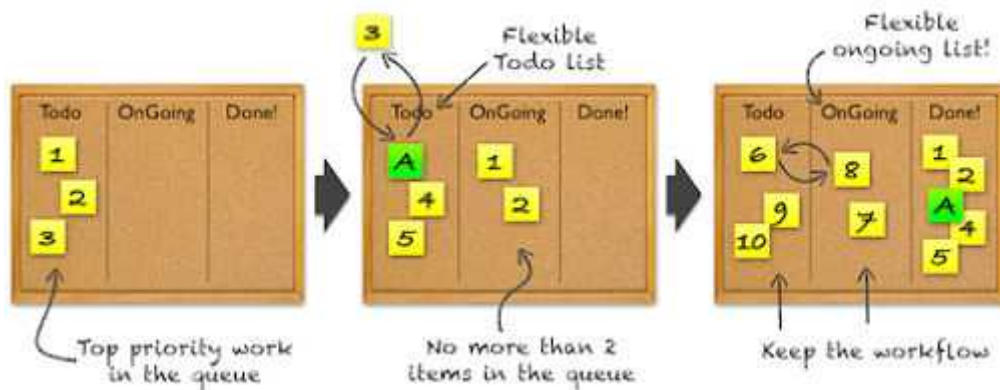 3
Flexible
Todo list
Flexible
ongoing list!
Todo OnGoing Done!
1
2
3
Todo OnGoing Done!
A
4
5
1
2
Todo OnGoing Done!
6
9
10
8
7
1
2
A
4
5
Top priority work
in the queue
No more than 2
items in the queue
Keep the workflow